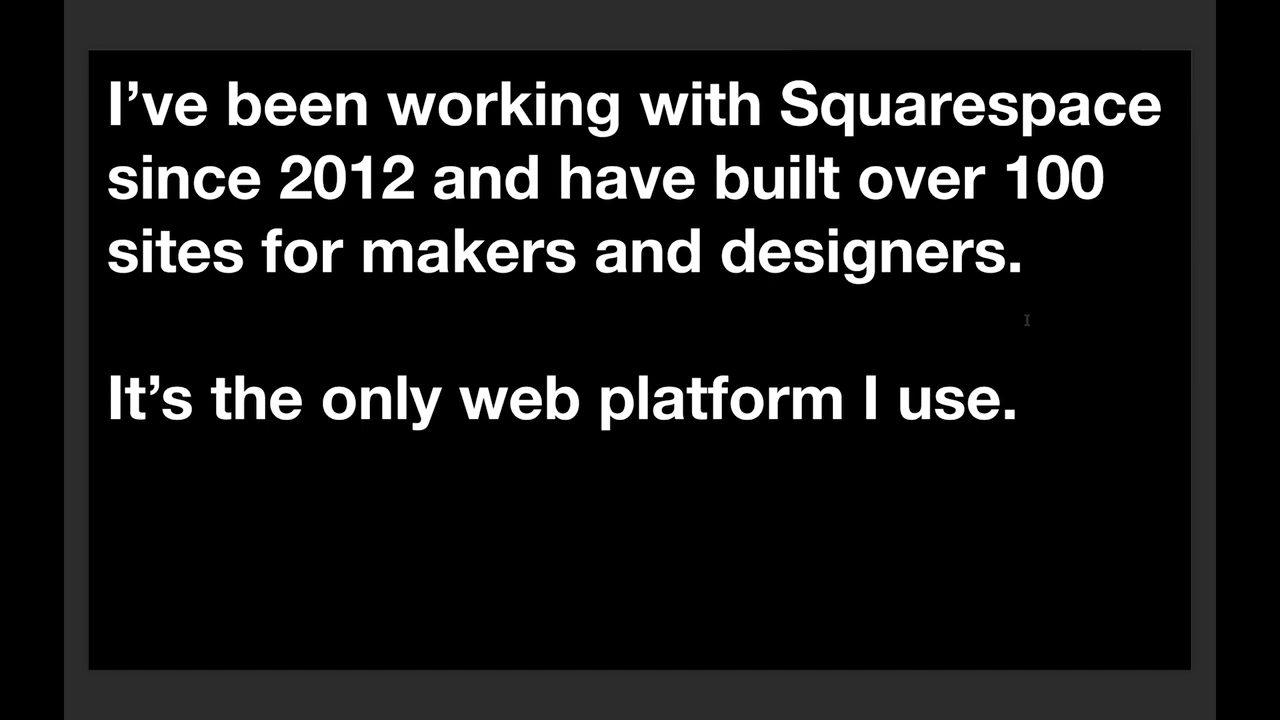 I’ve been working with Squarespace
since 2012 and have built over 100
sites for makers and designers.
It’s the only web platform I use.